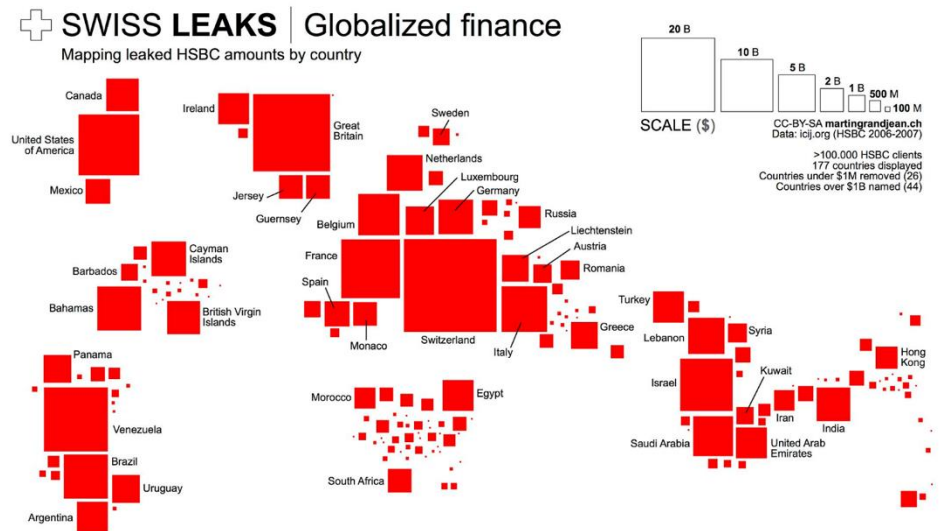 SWISS LEAKS | Globalized finance
Mapping leaked HSBC amounts by country
20 B
10 B
5 B
2 B
1 B
500 M
100 M
SCALE ($)
CC-BY-SA martingrandjean.ch
Data: icij.org (HSBC 2006-2007)
>100.000 HSBC clients
177 countries displayed
Countries under $1M removed (26)
Countries over $1B named (44)
Canada
United States
of America
Mexico
Ireland
Great
Britain
Jersey
Guernsey
Sweden
Netherlands
Luxembourg
Germany
Belgium
Russia
Liechtenstein
Austria
France
Romania
Spain
Monaco
Switzerland
Italy
Greece
Cayman
Islands
Barbados
Bahamas
British Virgin
Islands
Turkey
Lebanon
Syria
Kuwait
Israel
Iran
India
Hong
Kong
Saudi Arabia
United Arab
Emirates
Panama
Venezuela
Brazil
Uruguay
Argentina
Morocco
Egypt
South Africa